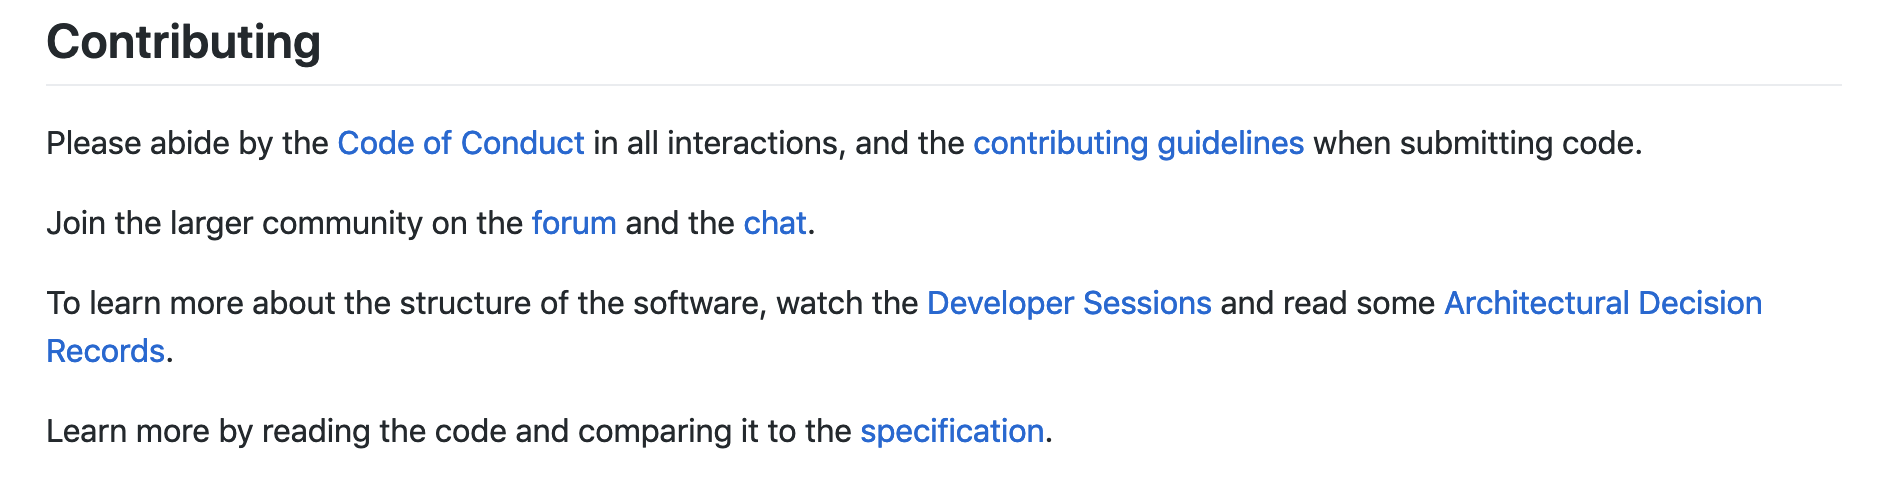 Contributing
Please abide by the Code of Conduct in all interactions, and the contributing guidelines when submitting code.
Join the larger community on the forum and the chat.
To learn more about the structure of the software, watch the Developer Sessions and read some Architectural Decision
Records.
Learn more by reading the code and comparing it to the specification.